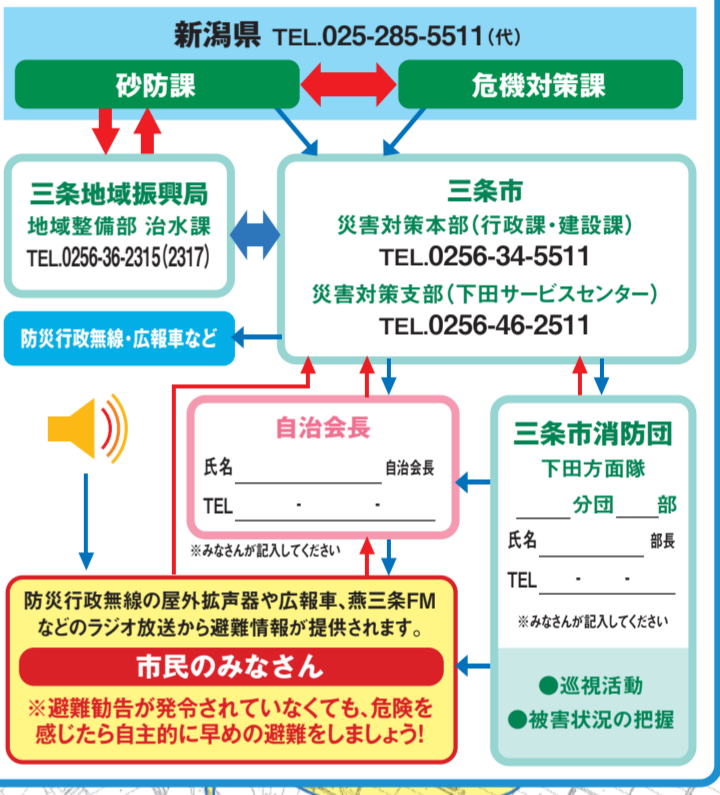 新潟県 TEL.025-285-5511(代)
砂防課
危機対策課
三条地域振興局
地域整備部 治水課
TEL.0256-36-2315(2317)
三条市
災害対策本部(行政課・建設課)
TEL.0256-34-5511
災害対策支部(下田サービスセンター)
TEL.0256-46-2511
防災行政無線・広報車など
自治会長
氏名 自治会長
TEL - -
※みなさんが記入してください
三条市消防団
下田方面隊
分団 部
氏名 部長
TEL - -
※みなさんが記入してください
●巡視活動
●被害状況の把握
防災行政無線の屋外拡声器や広報車、燕三条FM
などのラジオ放送から避難情報が提供されます。
市民のみなさん
※避難勧告が発令されていなくても、危険を
感じたら自主的に早めの避難をしましょう!